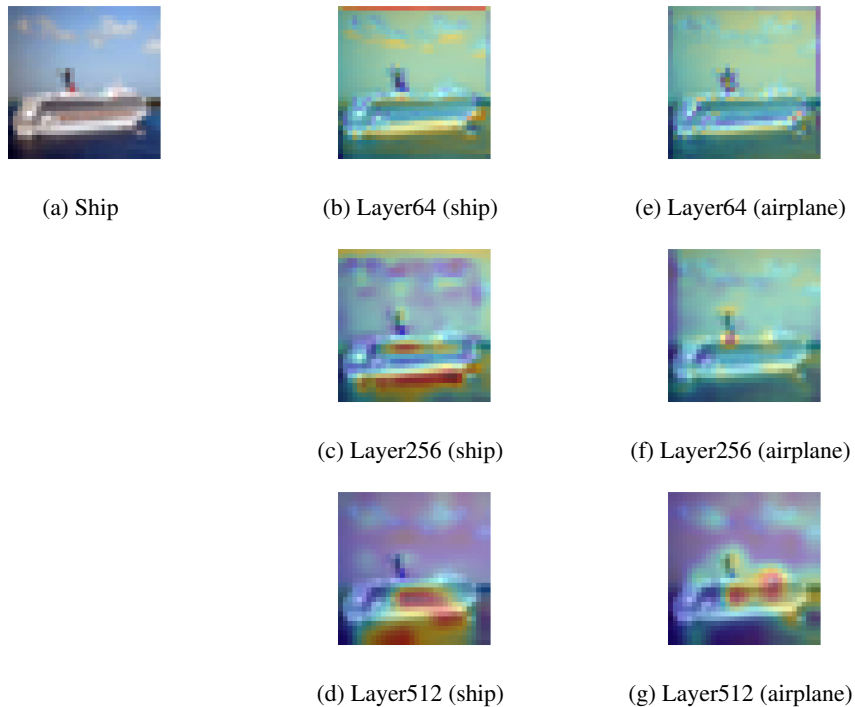 (a) Ship
(b) Layer64 (ship)
(e) Layer64 (airplane)
(c) Layer256 (ship)
(f) Layer256 (airplane)
(d) Layer512 (ship)
(g) Layer512 (airplane)